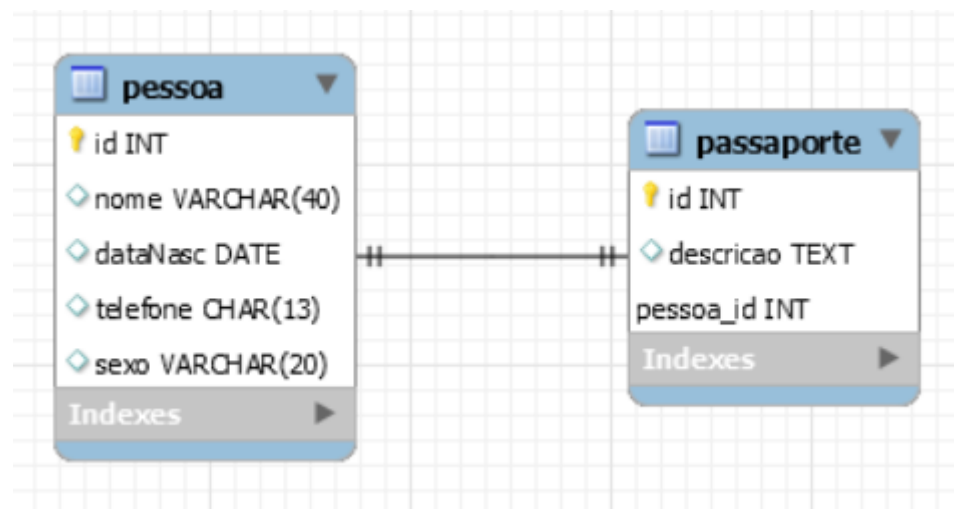 pessoa
id INT
nome VARCHAR(40)
dataNasc DATE
telefone CHAR(13)
sexo VARCHAR(20)
Indexes
passaporte
id INT
descricao TEXT
pessoa_id INT
Indexes